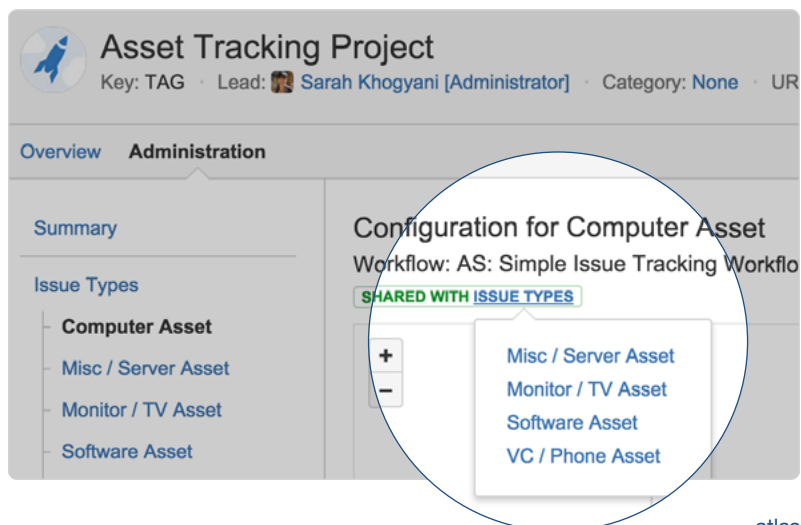 Asset Tracking Project
Key: TAG · Lead: Sarah Khogyani [Administrator] · Category: None · UR
Overview Administration
Summary
Issue Types
Computer Asset
Misc / Server Asset
Monitor / TV Asset
Software Asset
Configuration for Computer Asset
Workflow: AS: Simple Issue Tracking Workflo
SHARED WITH ISSUE TYPES
+
−
Misc / Server Asset
Monitor / TV Asset
Software Asset
VC / Phone Asset